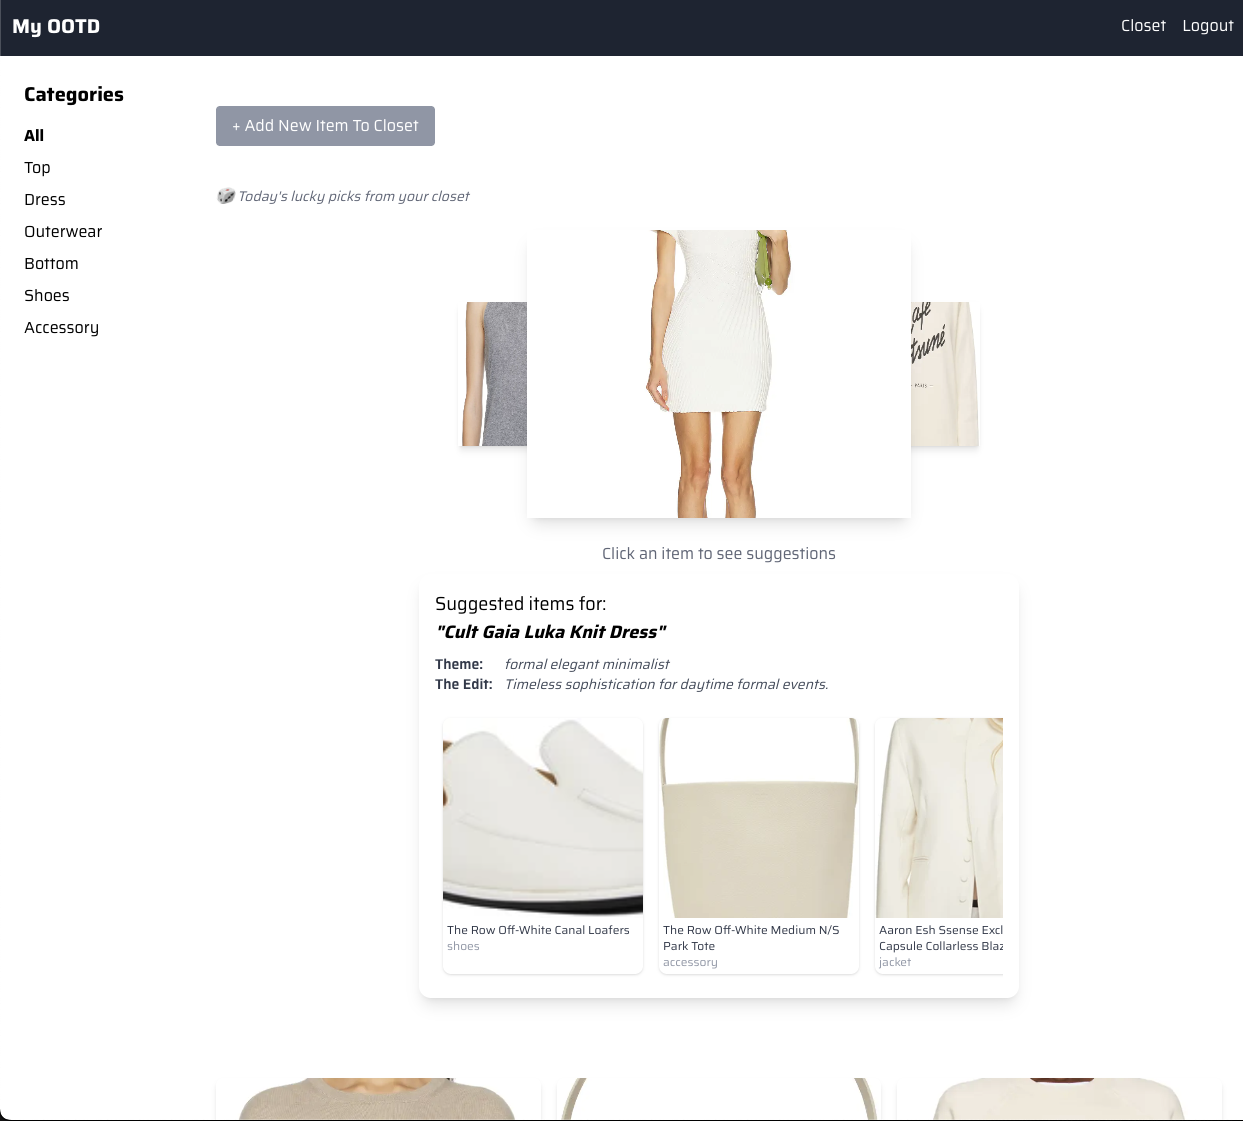 My OOTD
Closet Logout
Categories
All
Top
Dress
Outerwear
Bottom
Shoes
Accessory
+ Add New Item To Closet
Today's lucky picks from your closet
PARIS
Click an item to see suggestions
Suggested items for:
"Cult Gaia Luka Knit Dress"
Theme: formal elegant minimalist
The Edit: Timeless sophistication for daytime formal events.
The Row Off-White Canal Loafers
shoes
The Row Off-White Medium N/S
Park Tote
accessory
Aaron Esh Ssense Excl
Capsule Collarless Blaz
jacket